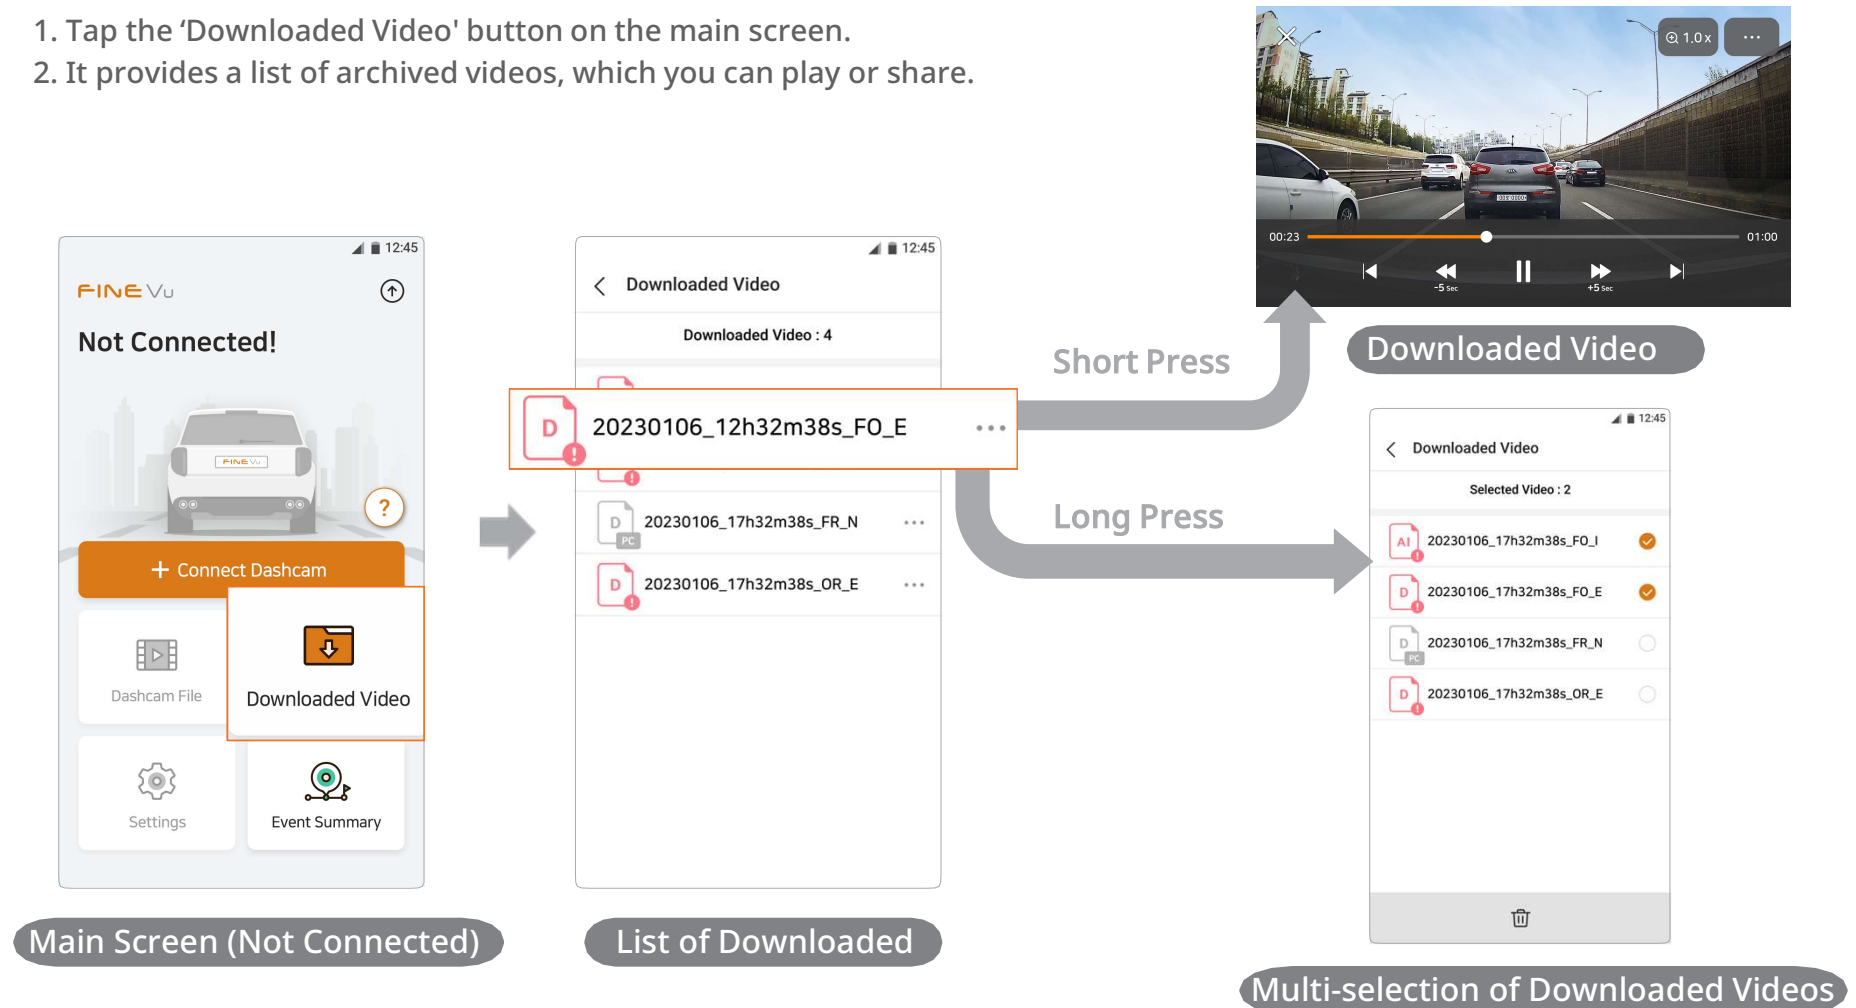 1. Tap the ‘Downloaded Video' button on the main screen.
2. It provides a list of archived videos, which you can play or share.
12:45
FINEVu
Not Connected!
FINEVu
?
+ Connect Dashcam
Dashcam File
Downloaded Video
Settings
Event Summary
Main Screen (Not Connected)
12:45
Downloaded Video
Downloaded Video : 4
D
20230106_12h32m38s_FO_E
D
PC
20230106_17h32m38s_FR_N
D
20230106_17h32m38s_OR_E
List of Downloaded
Short Press
Long Press
1.0x
00:23
01:00
-5 Sec
+5 Sec
Downloaded Video
12:45
Downloaded Video
Selected Video : 2
AI
20230106_17h32m38s_FO_I
D
20230106_17h32m38s_FO_E
D
PC
20230106_17h32m38s_FR_N
D
20230106_17h32m38s_OR_E
Multi-selection of Downloaded Videos